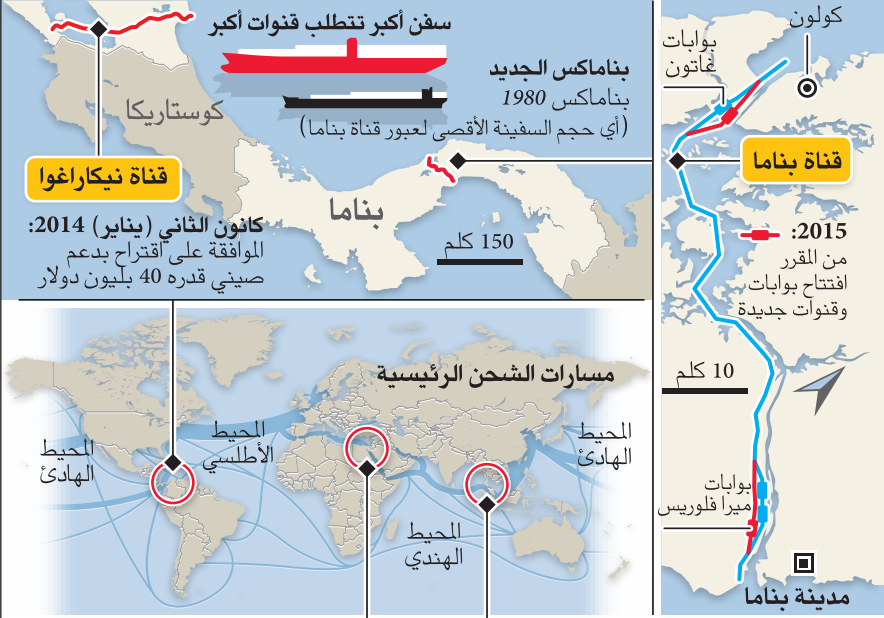 سفن أكبر تتطلب قنوات أكبر
بناماكس الجديد
بناماكس 1980
(أي حجم السفينة الأقصى لعبور قناة بناما)
كوستاريكا
قناة نيكاراغوا
بناما
كانون الثاني (يناير) 2014:
الموافقة على اقتراح بدعم
صيني قدره 40 بليون دولار
150 كلم
كولون
بوابات
غاتون
قناة بناما
2015:
من المقرر
افتتاح بوابات
وقنوات جديدة
10 كلم
بوابات
ميرا فلوريس
مدينة بناما
مسارات الشحن الرئيسية
المحيط
الهادئ
المحيط
الأطلسي
المحيط
الهندي
المحيط
الهادئ